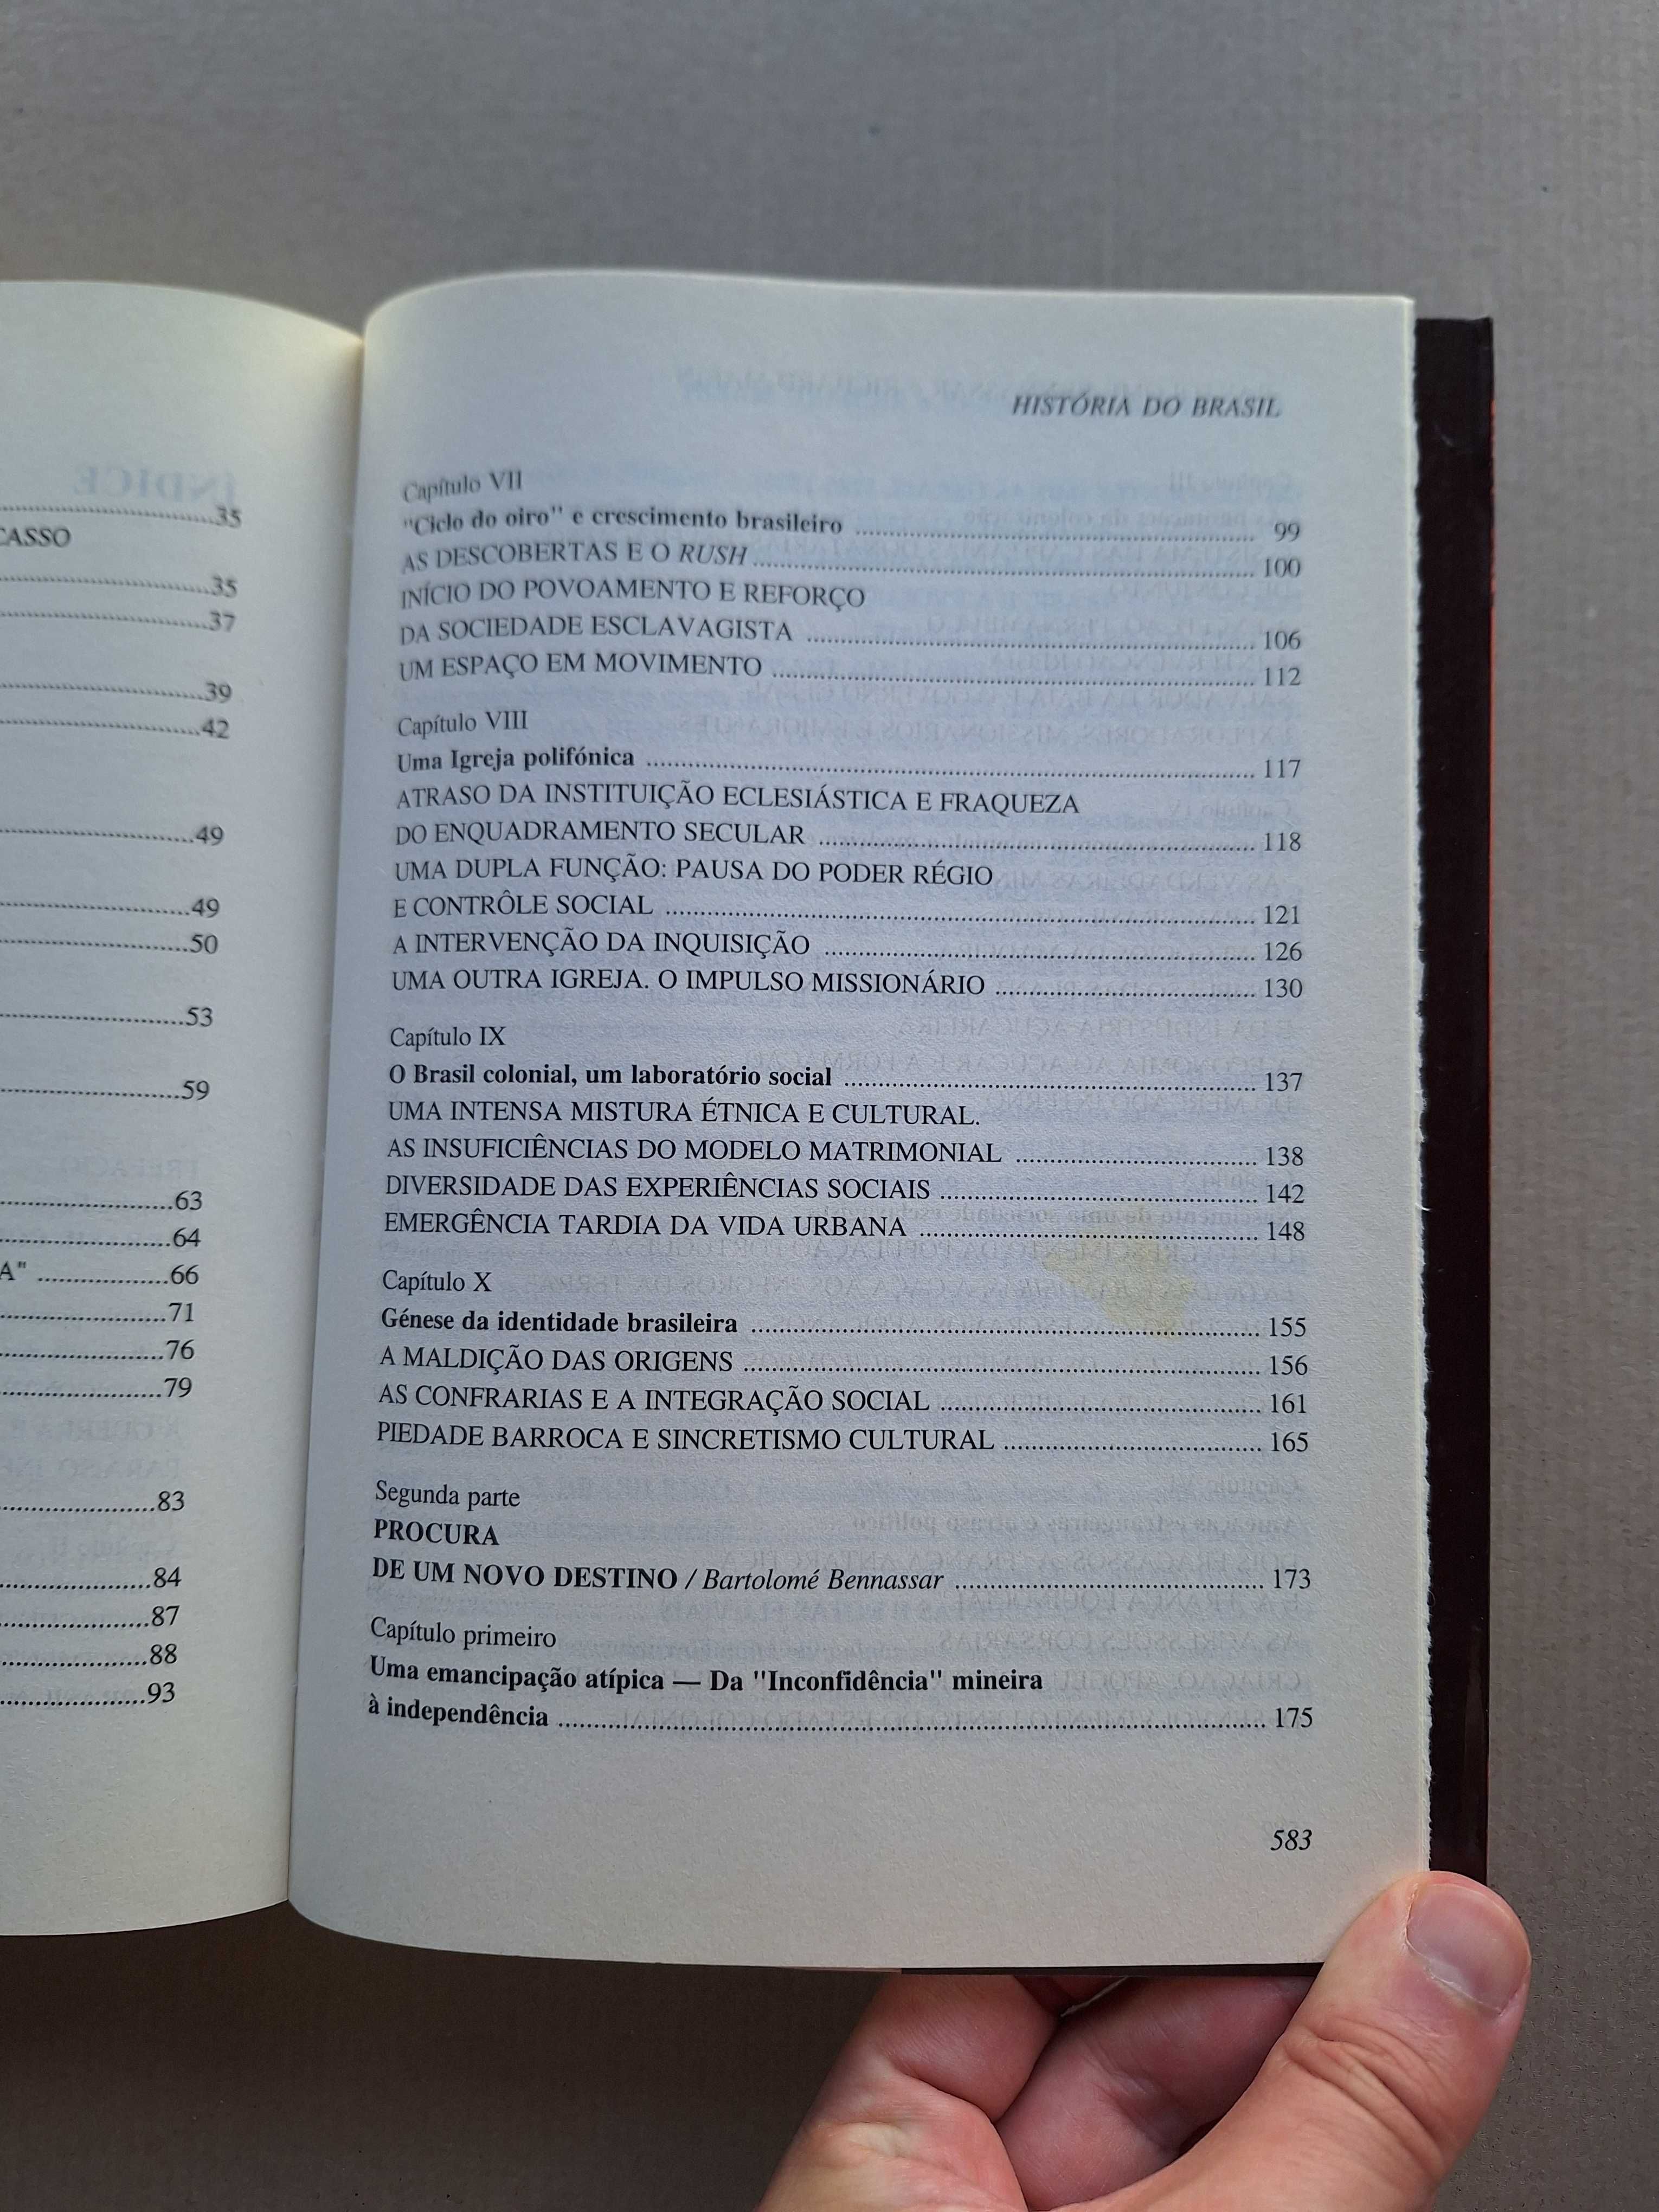 35
CASSO
35
37
39
42
49
49
50
53
59
63
64
A" 66
71
76
79
83
84
87
88
93
HISTÓRIA DO BRASIL
Capítulo VII
"Ciclo do oiro" e crescimento brasileiro 99
AS DESCOBERTAS E O RUSH 100
INÍCIO DO POVOAMENTO E REFORÇO
DA SOCIEDADE ESCLAVAGISTA 106
UM ESPAÇO EM MOVIMENTO 112
Capítulo VIII
Uma Igreja polifónica 117
ATRASO DA INSTITUIÇÃO ECLESIÁSTICA E FRAQUEZA
DO ENQUADRAMENTO SECULAR 118
UMA DUPLA FUNÇÃO: PAUSA DO PODER RÉGIO
E CONTRÔLE SOCIAL 121
A INTERVENÇÃO DA INQUISIÇÃO 126
UMA OUTRA IGREJA. O IMPULSO MISSIONÁRIO 130
Capítulo IX
O Brasil colonial, um laboratório social 137
UMA INTENSA MISTURA ÉTNICA E CULTURAL.
AS INSUFICIÊNCIAS DO MODELO MATRIMONIAL 138
DIVERSIDADE DAS EXPERIÊNCIAS SOCIAIS 142
EMERGÊNCIA TARDIA DA VIDA URBANA 148
Capítulo X
Génese da identidade brasileira 155
A MALDIÇÃO DAS ORIGENS 156
AS CONFRARIAS E A INTEGRAÇÃO SOCIAL 161
PIEDADE BARROCA E SINCRETISMO CULTURAL 165
Segunda parte
PROCURA
DE UM NOVO DESTINO / Bartolomé Bennassar 173
Capítulo primeiro
Uma emancipação atípica — Da "Inconfidência" mineira
à independência 175
583